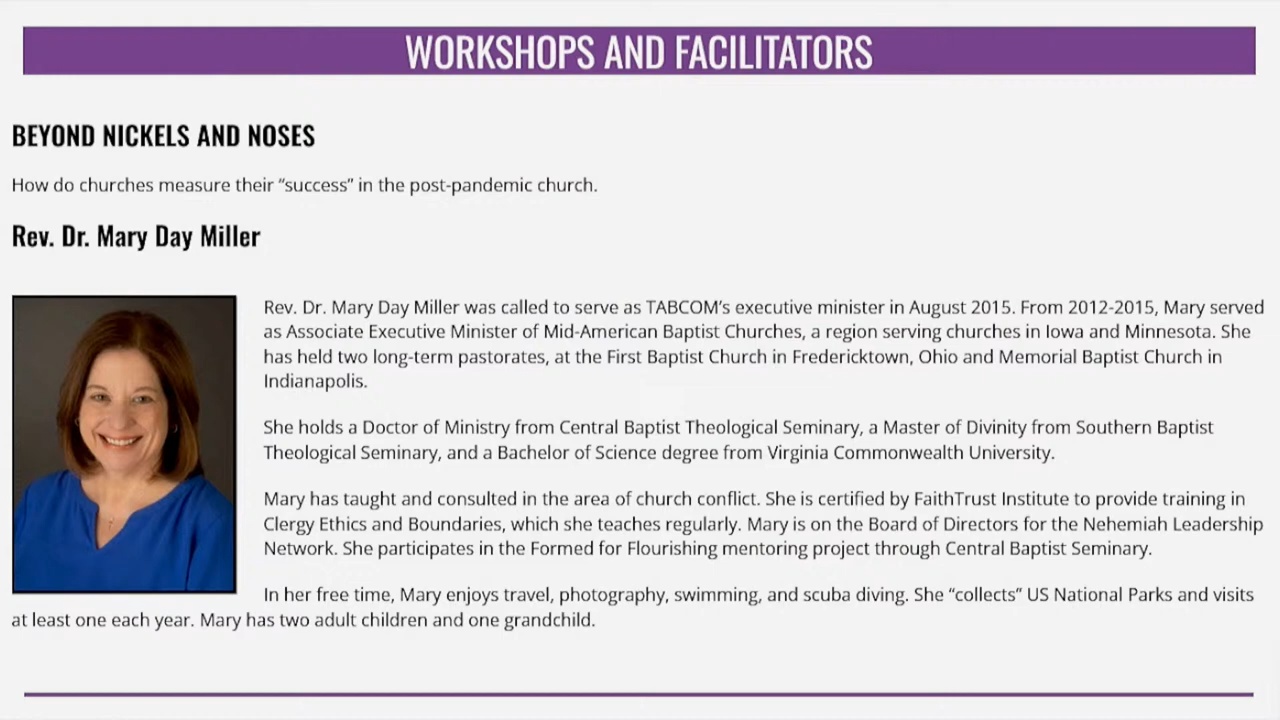 WORKSHOPS AND FACILITATORS
BEYOND NICKELS AND NOSES
How do churches measure their “success” in the post-pandemic church.
Rev. Dr. Mary Day Miller
Rev. Dr. Mary Day Miller was called to serve as TABCOM’s executive minister in August 2015. From 2012-2015, Mary served
as Associate Executive Minister of Mid-American Baptist Churches, a region serving churches in Iowa and Minnesota. She
has held two long-term pastorates, at the First Baptist Church in Fredericktown, Ohio and Memorial Baptist Church in
Indianapolis.
She holds a Doctor of Ministry from Central Baptist Theological Seminary, a Master of Divinity from Southern Baptist
Theological Seminary, and a Bachelor of Science degree from Virginia Commonwealth University.
Mary has taught and consulted in the area of church conflict. She is certified by FaithTrust Institute to provide training in
Clergy Ethics and Boundaries, which she teaches regularly. Mary is on the Board of Directors for the Nehemiah Leadership
Network. She participates in the Formed for Flourishing mentoring project through Central Baptist Seminary.
In her free time, Mary enjoys travel, photography, swimming, and scuba diving. She “collects” US National Parks and visits
at least one each year. Mary has two adult children and one grandchild.